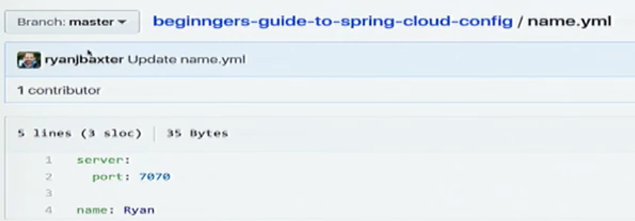 Branch: master
beginngers-guide-to-spring-cloud-config / name.yml
ryanjbaxter Update name.yml
1 contributor
5 lines (3 sloc) 35 Bytes
1 server:
2 port: 7070
3
4 name: Ryan